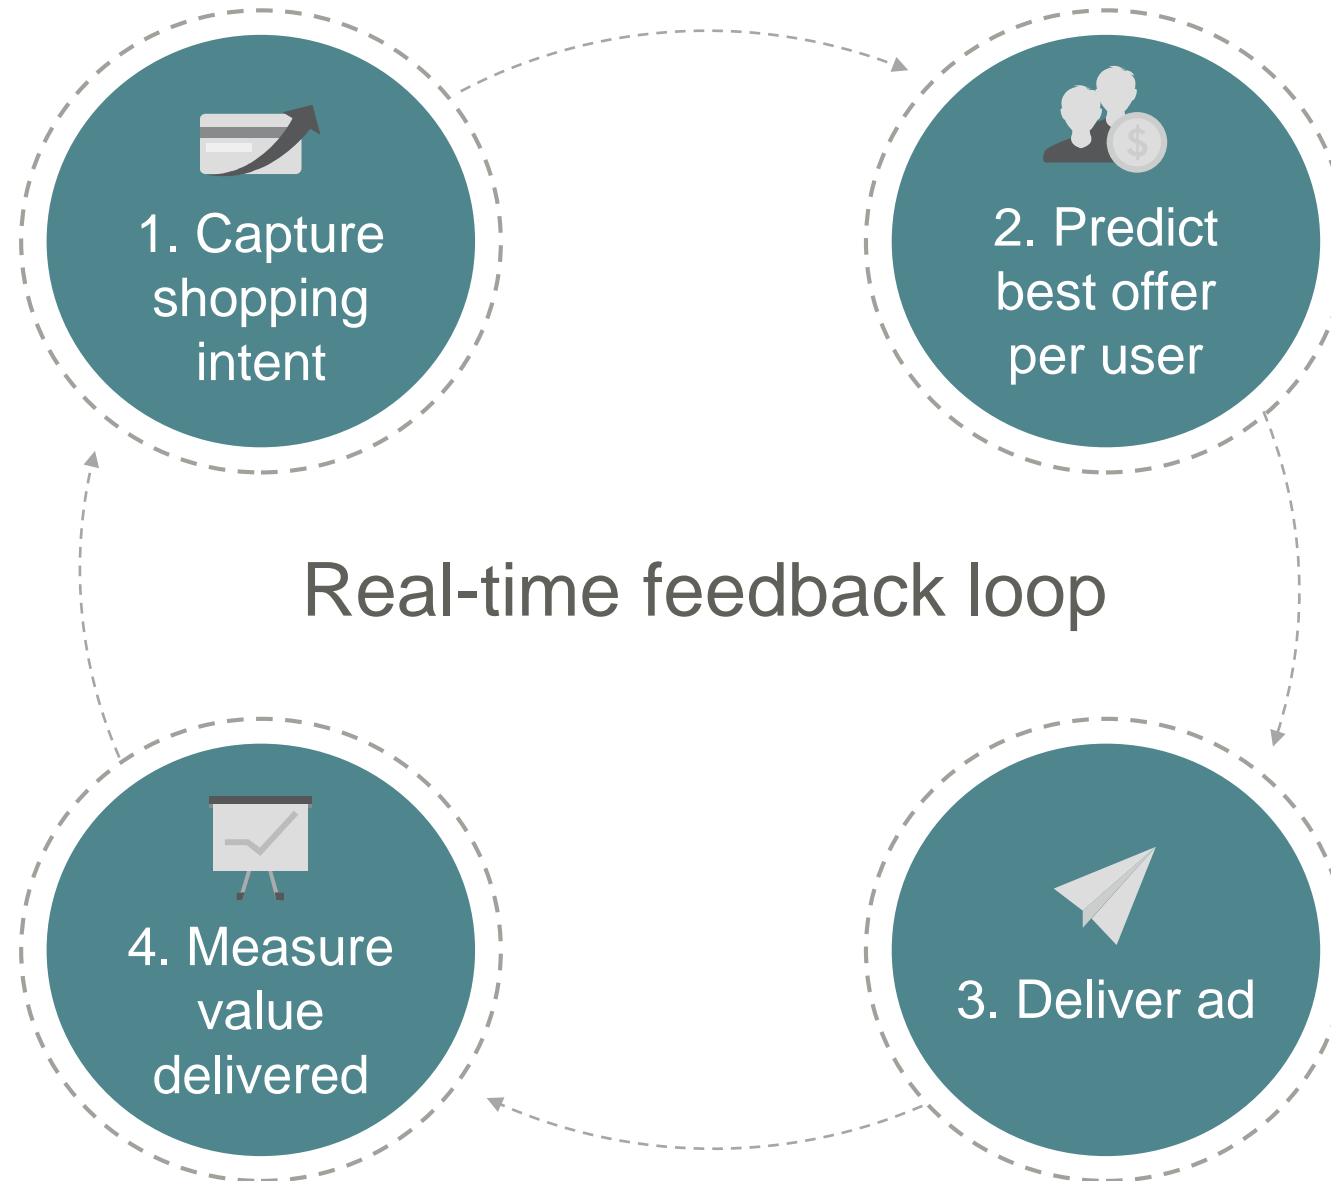 1. Capture
shopping
intent
2. Predict
best offer
per user
$
Real-time feedback loop
3. Deliver ad
4. Measure
value
delivered